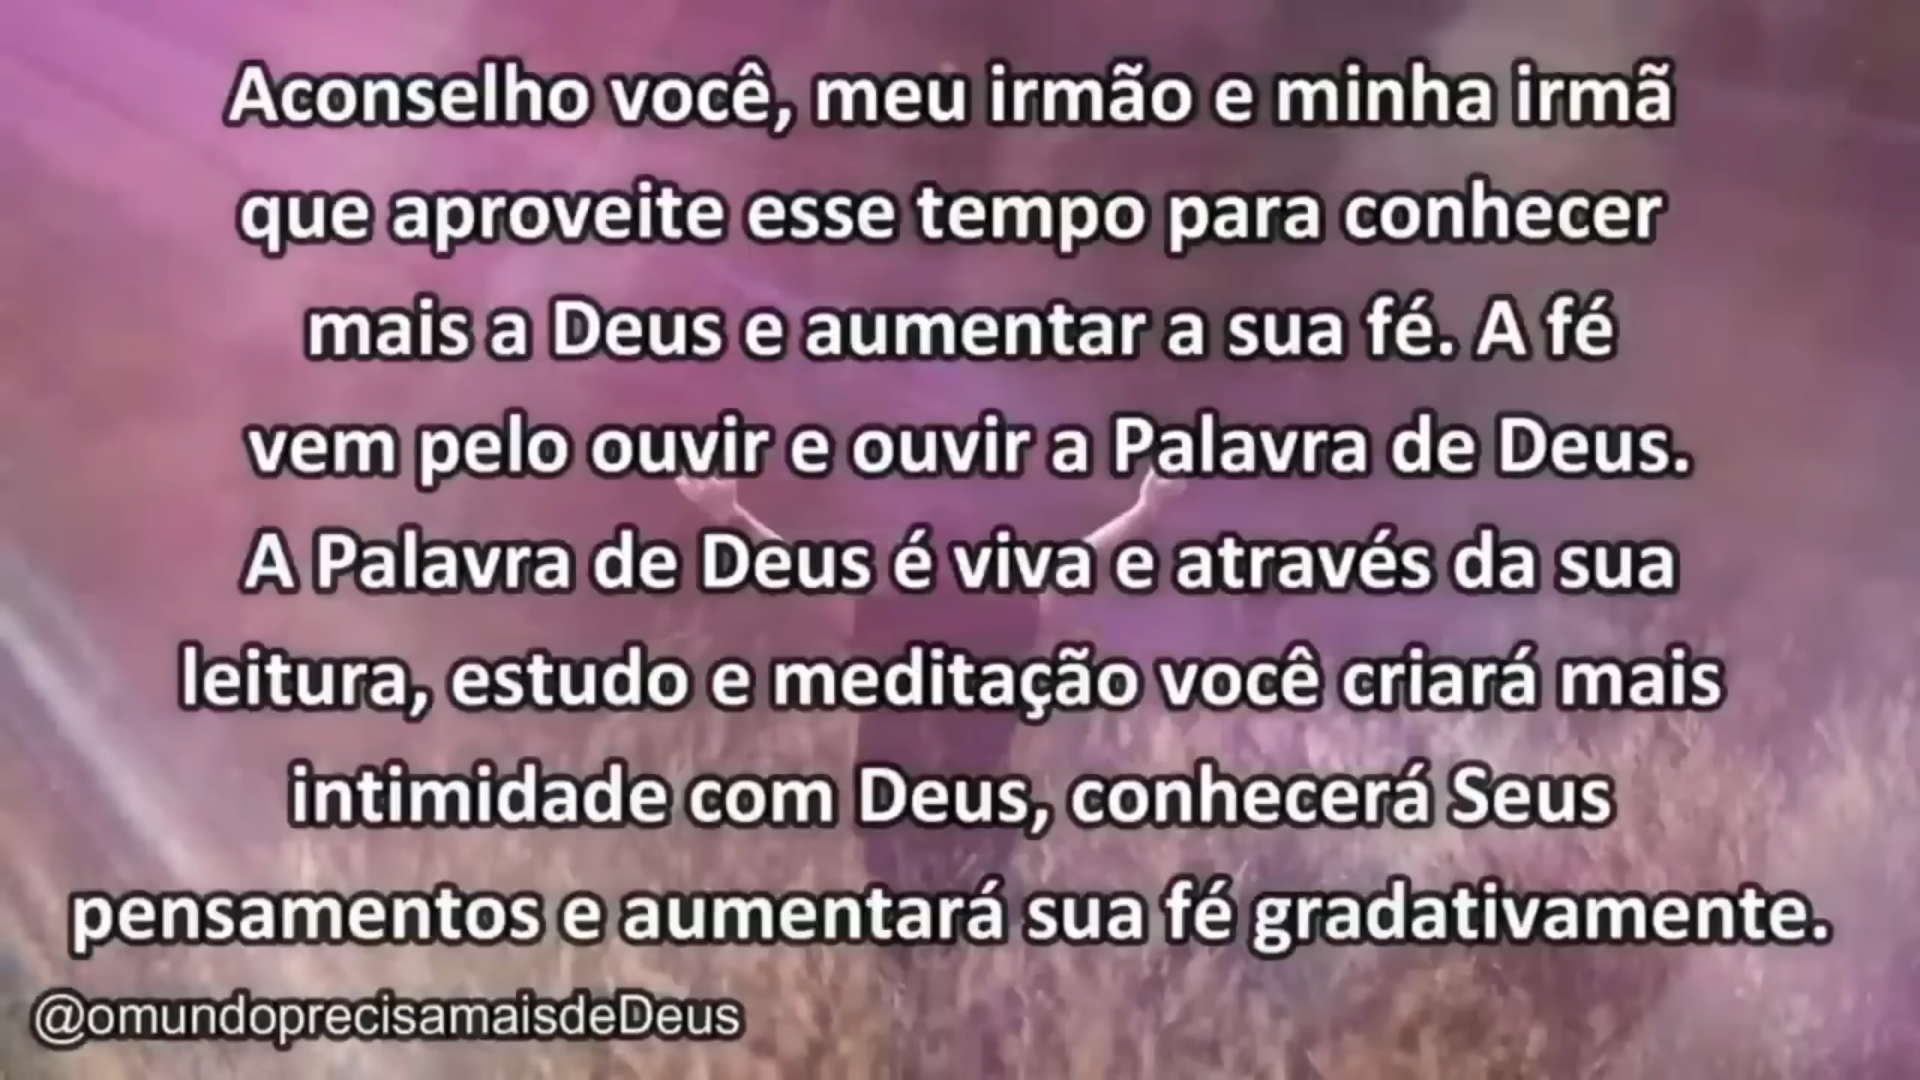 Aconselho você, meu irmão e minha irmã
que aproveite esse tempo para conhecer
mais a Deus e aumentar a sua fé. A fé
vem pelo ouvir e ouvir a Palavra de Deus.
A Palavra de Deus é viva e através da sua
leitura, estudo e meditação você criará mais
intimidade com Deus, conhecerá Seus
pensamentos e aumentará sua fé gradativamente.
@omundoprecisamaisdeDeus